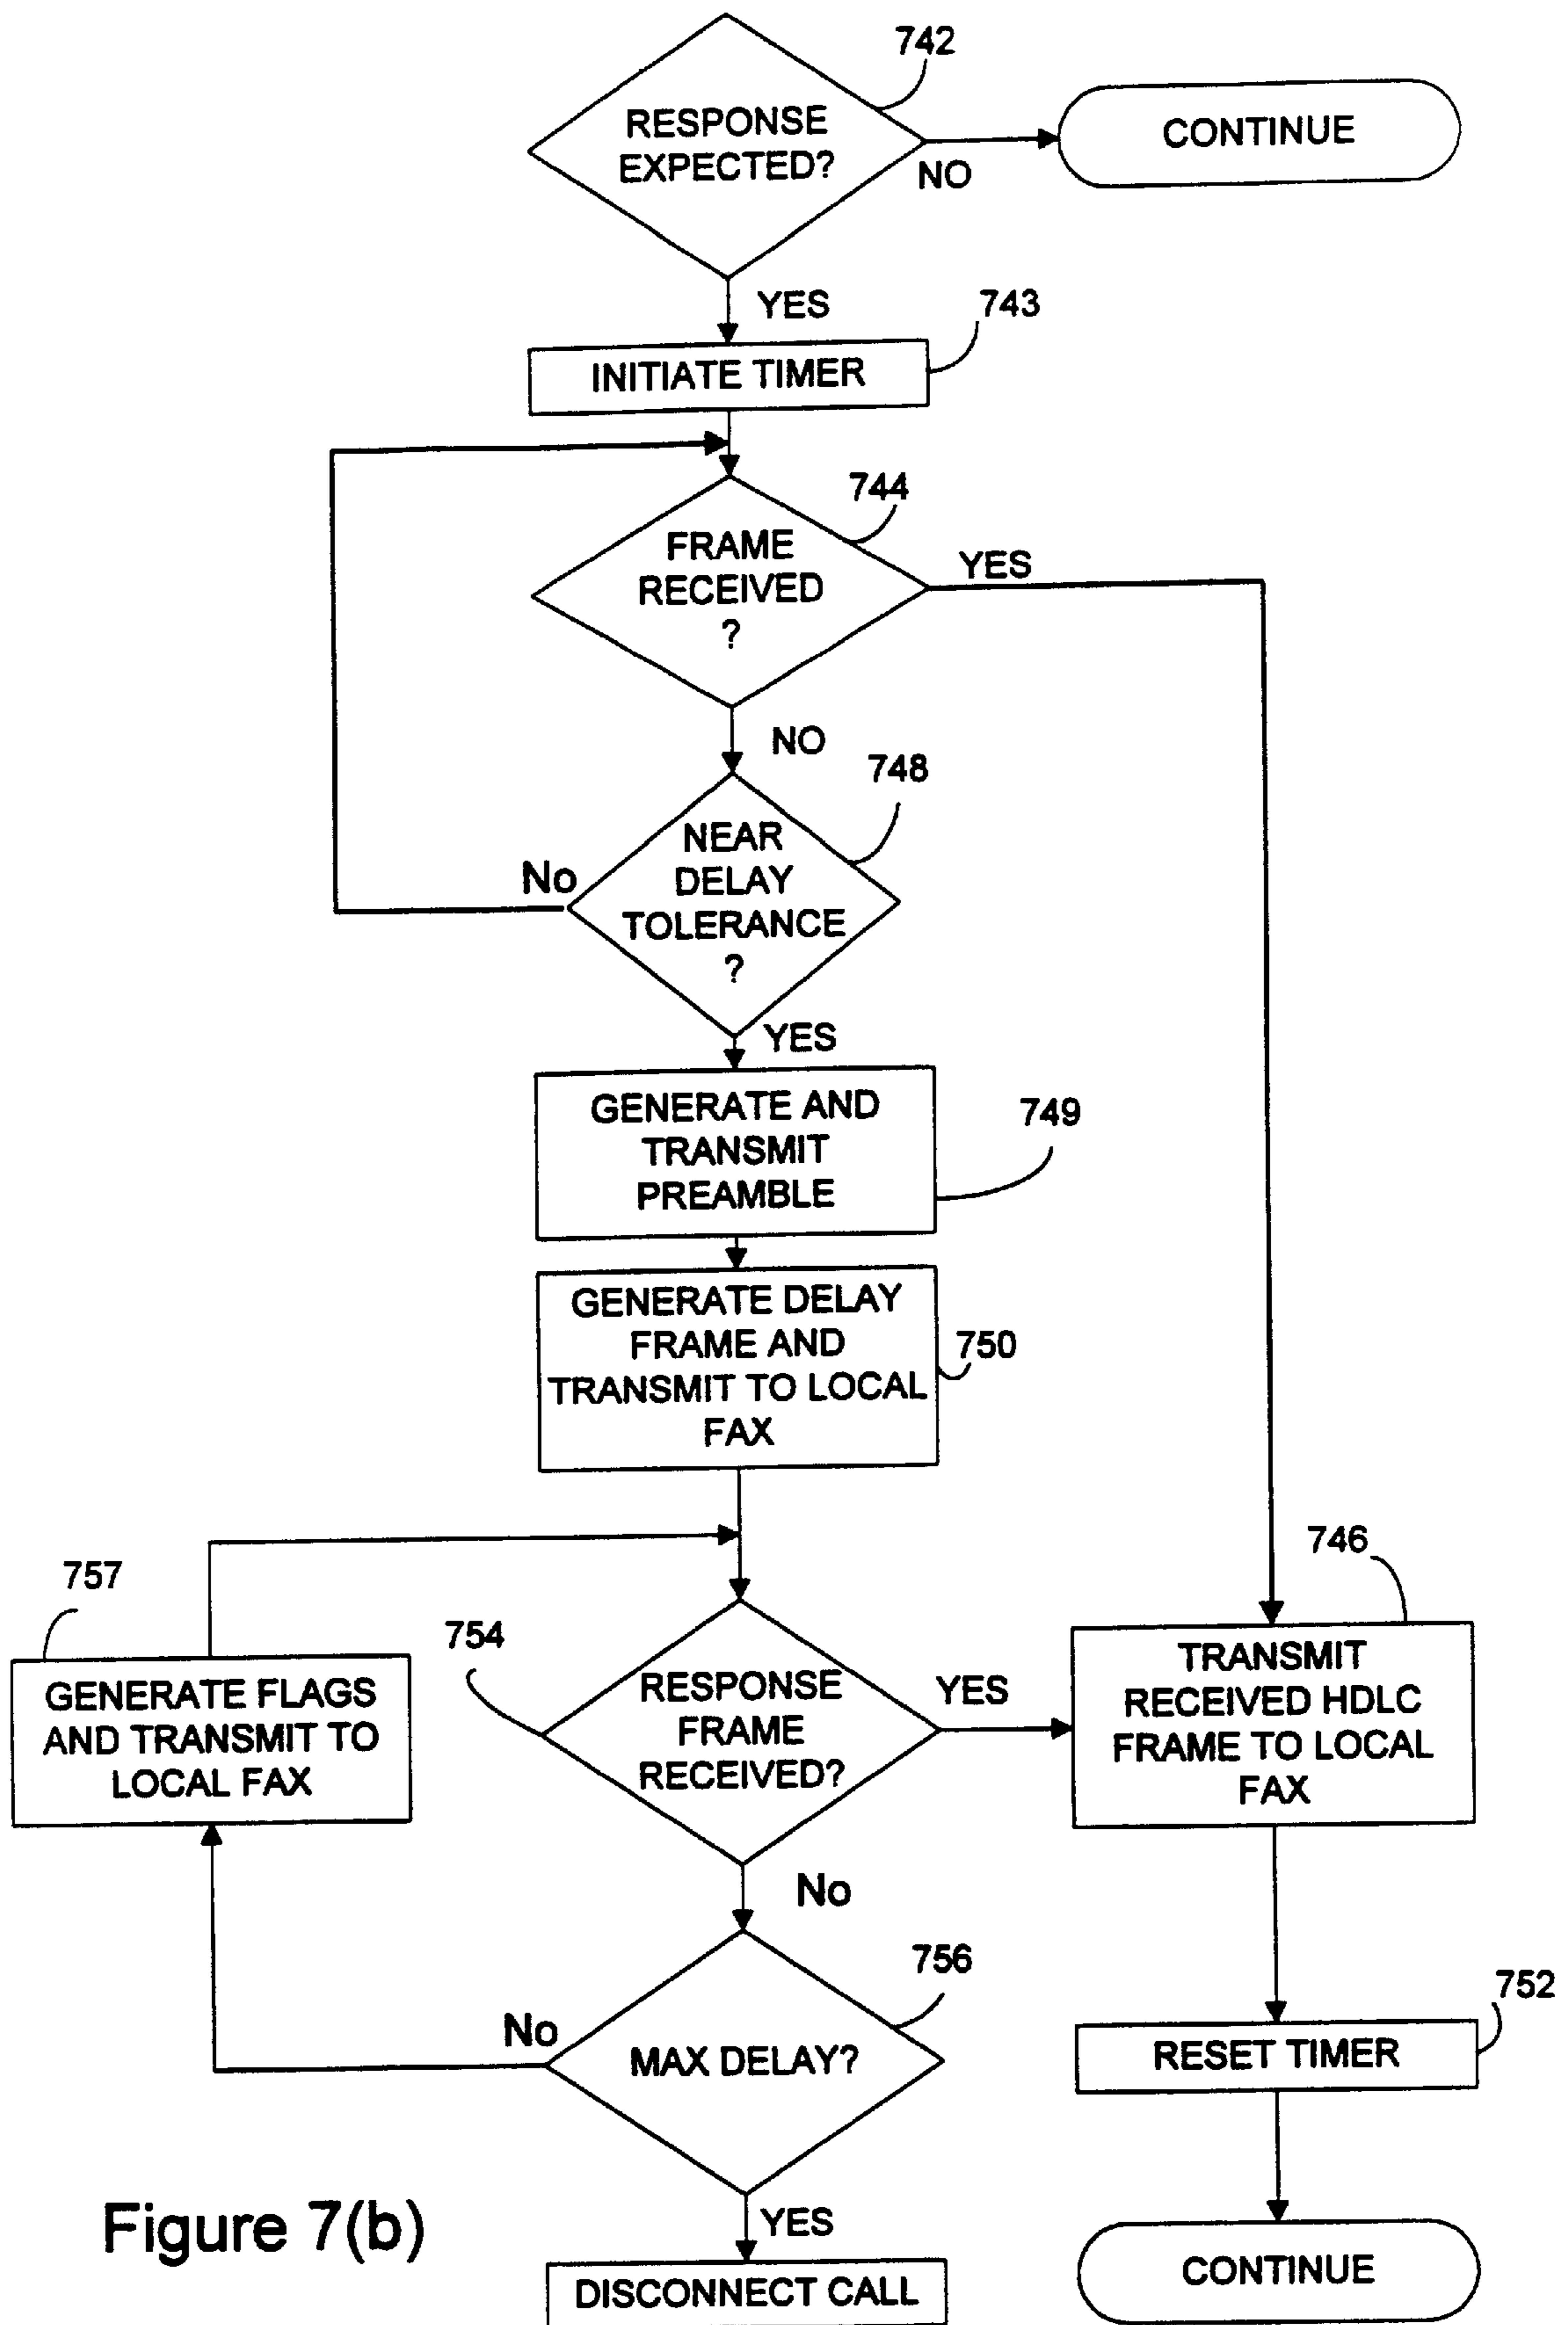 742
RESPONSE
EXPECTED?
NO
CONTINUE
YES
743
INITIATE TIMER
744
FRAME
RECEIVED
?
YES
NO
748
NEAR
DELAY
TOLERANCE
?
No
YES
GENERATE AND
TRANSMIT
PREAMBLE
749
GENERATE DELAY
FRAME AND
TRANSMIT TO LOCAL
FAX
750
757
GENERATE FLAGS
AND TRANSMIT TO
LOCAL FAX
754
RESPONSE
FRAME
RECEIVED?
YES
746
TRANSMIT
RECEIVED HDLC
FRAME TO LOCAL
FAX
No
756
MAX DELAY?
No
752
RESET TIMER
YES
DISCONNECT CALL
CONTINUE
Figure 7(b)